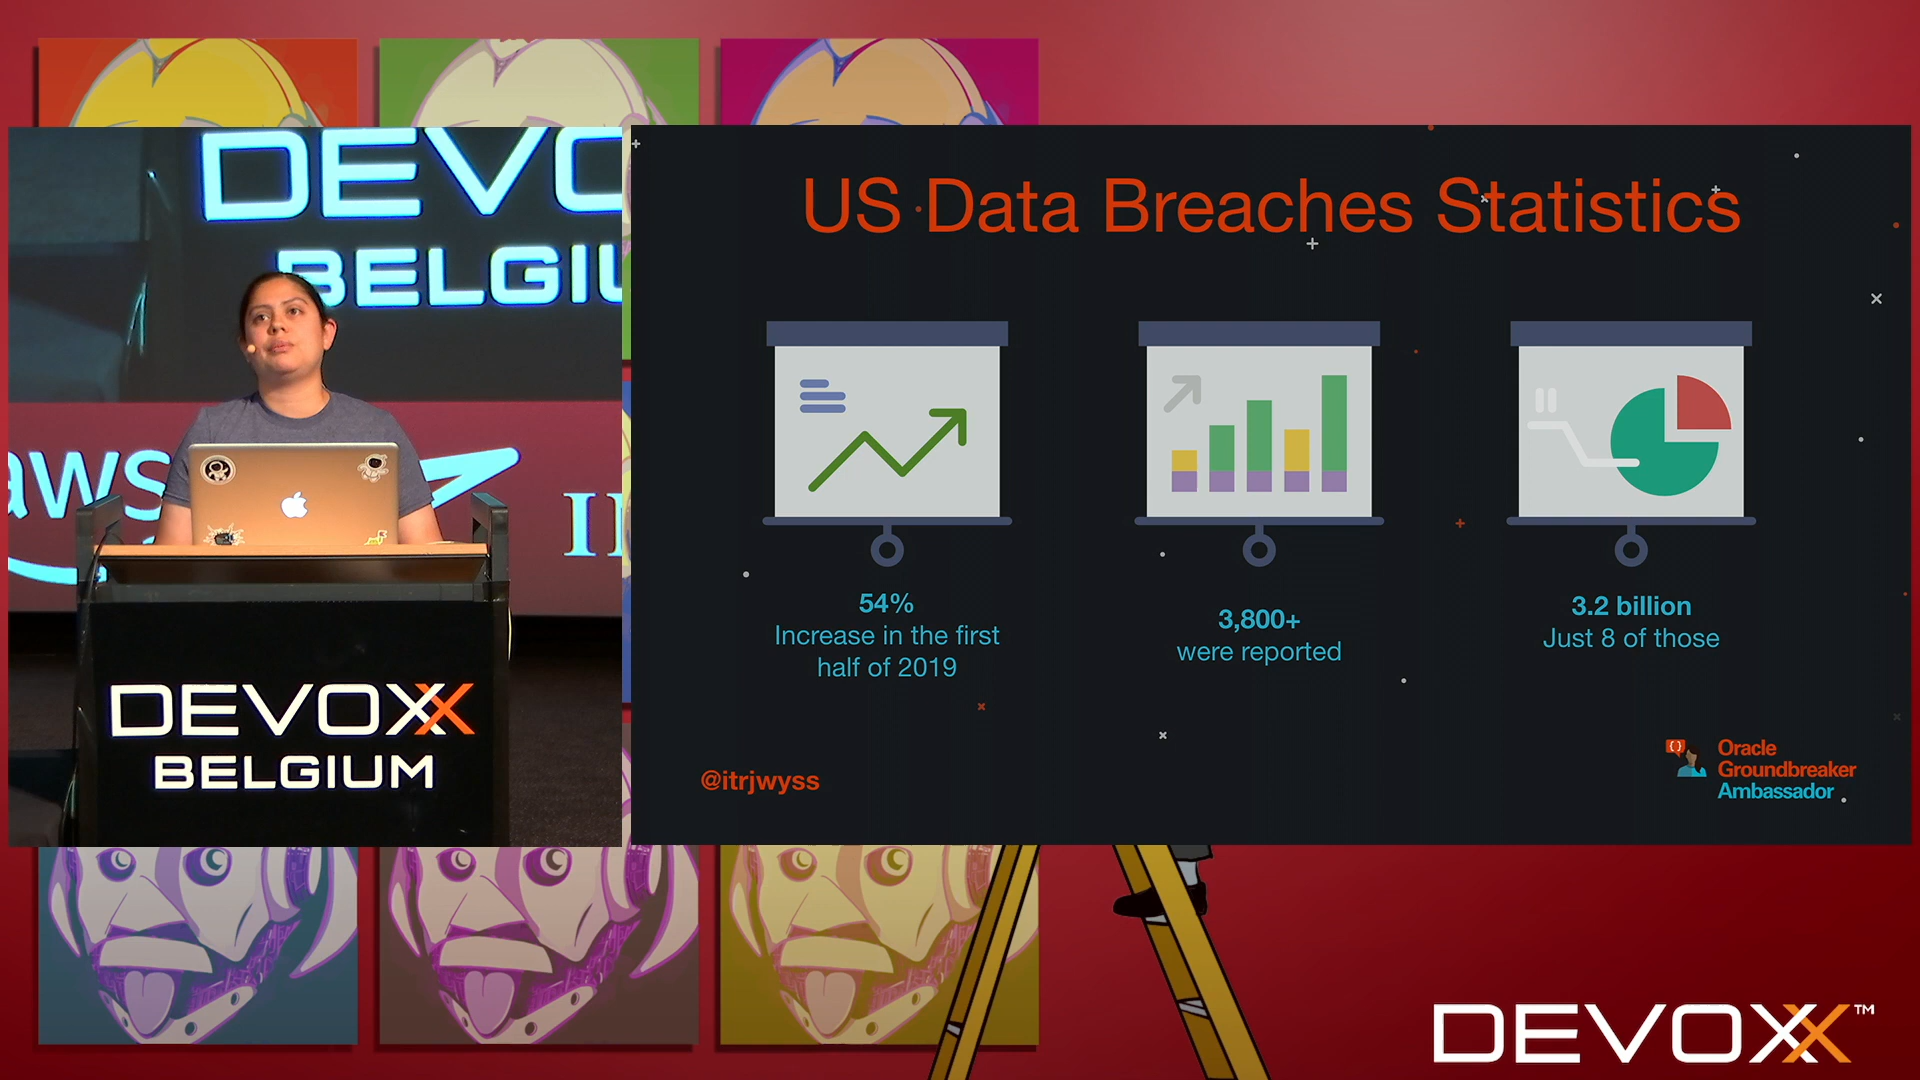 DEVO
BELGIU
aws
DEVOXX
BELGIUM
US Data Breaches Statistics
54%
Increase in the first
half of 2019
3,800+
were reported
3.2 billion
Just 8 of those
@itrjwyss
Oracle
Groundbreaker
Ambassador
DEVOXX™